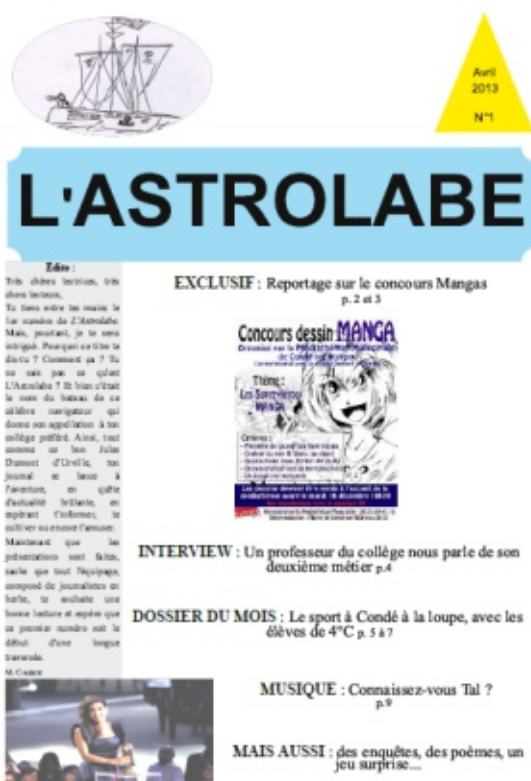 Avril
2013
N°1
L'ASTROLABE
Édito :
Très chères lectrices, très
chers lecteurs,
Tu tiens entre tes mains le
1er numéro de L'Astrolabe.
Mais, pourtant, je te sens
intrigué. Pourquoi ce titre te
dis-tu ? Comment ça ? Tu
ne sais pas ce qu'est
L'Astrolabe ? Et bien c'était
le nom du bateau de ce
célèbre navigateur qui
donne son appellation à ton
collège préféré. Ainsi, tout
comme ce bon Jules
Dumont d'Urville, ton
journal se lance à
l'aventure, en quête
d'actualité brillante, en
espérant t'informer, te
cultiver ou encore t'amuser.
Maintenant que les
présentations sont faites,
sache que tout l'équipage,
composé de journalistes en
herbe, te souhaite une
bonne lecture et espère que
ce premier numéro soit le
début d'une longue
traversée.
EXCLUSIF : Reportage sur le concours Mangas
p. 2 et 3
Concours dessin MANGA
Thème :
Les Super-Héros
MANGA
INTERVIEW : Un professeur du collège nous parle de son
deuxième métier p.4
DOSSIER DU MOIS : Le sport à Condé à la loupe, avec les
élèves de 4°C p. 5 à 7
MUSIQUE : Connaissez-vous Tal ?
p.9
MAIS AUSSI : des enquêtes, des poèmes, un
jeu surprise...